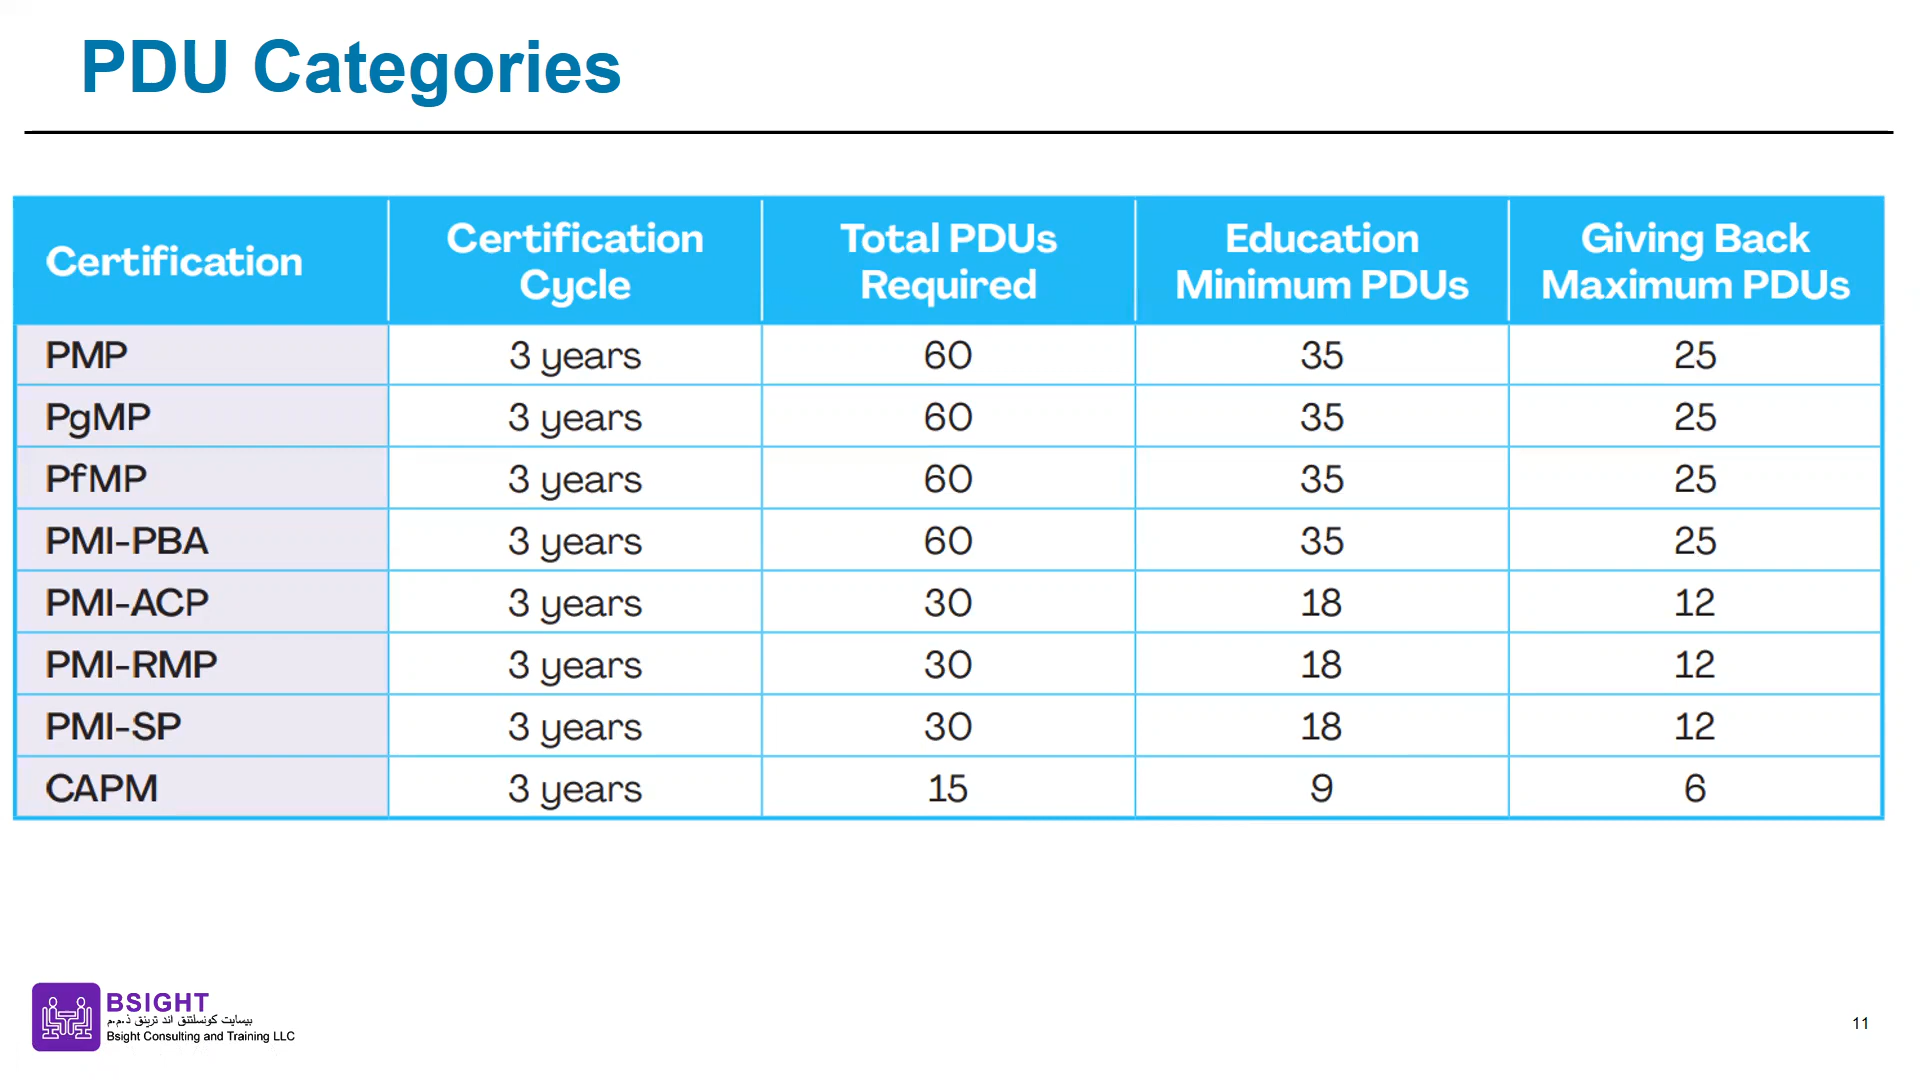 PDU Categories
Certification
Certification Cycle
Total PDUs Required
Education Minimum PDUs
Giving Back Maximum PDUs
PMP 3 years 60 35 25
PgMP 3 years 60 35 25
PfMP 3 years 60 35 25
PMI-PBA 3 years 60 35 25
PMI-ACP 3 years 30 18 12
PMI-RMP 3 years 30 18 12
PMI-SP 3 years 30 18 12
CAPM 3 years 15 9 6
BSIGHT
بيسايت كونسلتنق اند ترينق ذ.م.م
Bsight Consulting and Training LLC
11